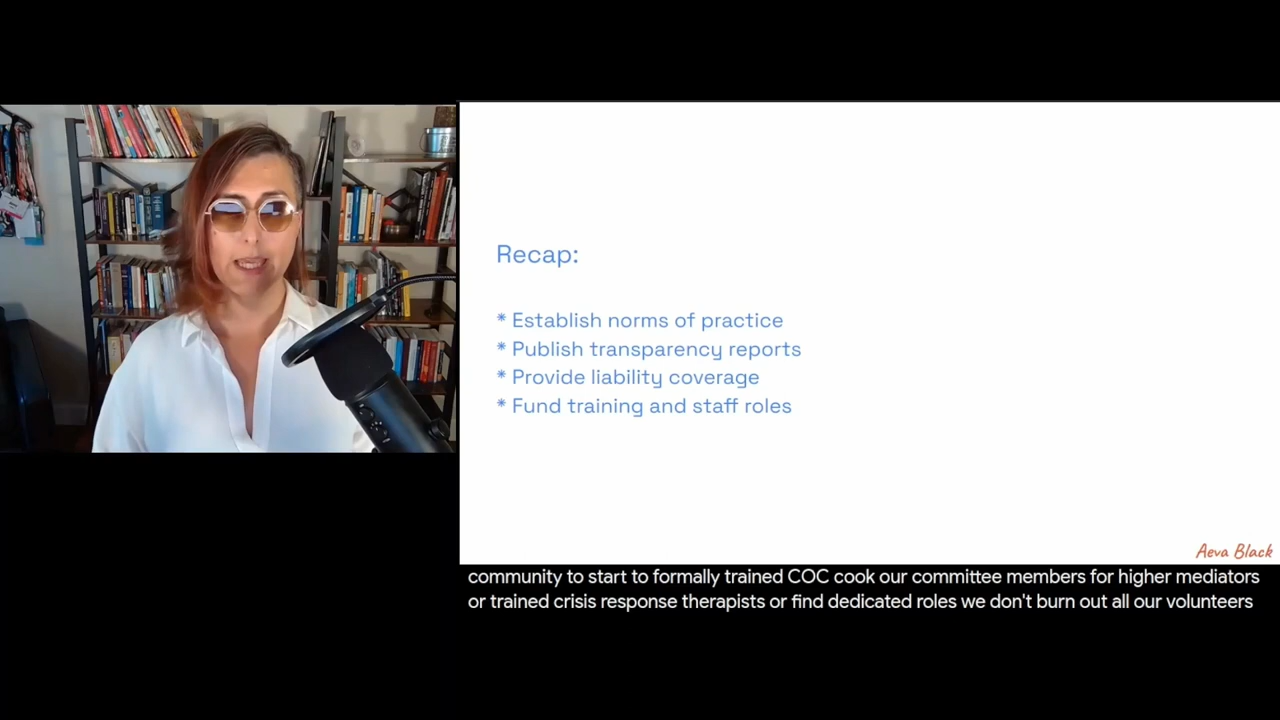 Recap:
* Establish norms of practice
* Publish transparency reports
* Provide liability coverage
* Fund training and staff roles
Aeva Black
community to start to formally trained COC cook our committee members for higher mediators
or trained crisis response therapists or find dedicated roles we don't burn out all our volunteers